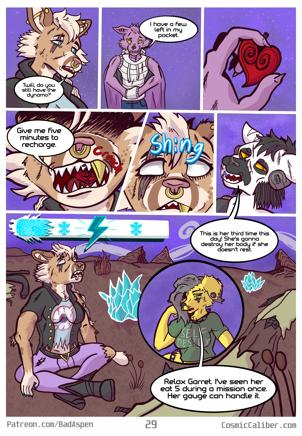 Twill, do you
still have the
dynamo?
I have a few
left in my
pocket.
Give me five
minutes to
recharge.
Shing
This is her third time this
day! She's gonna
destroy her body if she
doesn't rest.
Relax Garret. I've seen her
eat 5 during a mission once.
Her gauge can handle it.
Patreon.com/BadAspen
29
CosmicCaliber.com